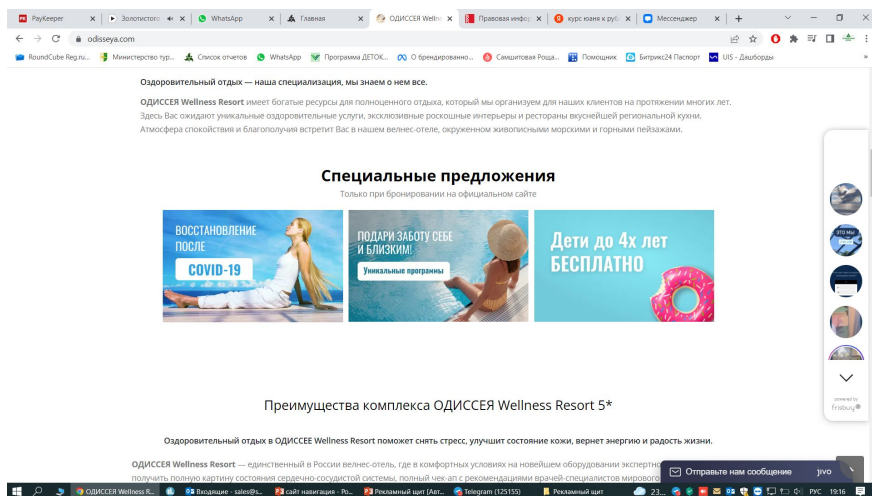 PayKeeper
Золотистого
WhatsApp
Главная
ОДИССЕЯ Wellne
Правовая инфор
курс юаня к руб
Мессенджер
odisseya.com
RoundCube Reg.ru...
Министерство тур...
Список отчетов
WhatsApp
Программа ДЕТОК...
О брендированно...
Самшитовая Роща...
Помощник
Битрикс24 Паспорт
UIS - Дашборды
Оздоровительный отдых — наша специализация, мы знаем о нем все.
ОДИССЕЯ Wellness Resort имеет богатые ресурсы для полноценного отдыха, который мы организуем для наших клиентов на протяжении многих лет.
Здесь Вас ожидают уникальные оздоровительные услуги, эксклюзивные роскошные интерьеры и рестораны вкуснейшей региональной кухни.
Атмосфера спокойствия и благополучия встретит Вас в нашем велнес-отеле, окруженном живописными морскими и горными пейзажами.
Специальные предложения
Только при бронировании на официальном сайте
ВОССТАНОВЛЕНИЕ
ПОСЛЕ
COVID-19
ПОДАРИ ЗАБОТУ СЕБЕ
И БЛИЗКИМ!
Уникальные программы
Дети до 4х лет
БЕСПЛАТНО
ЭТО МЫ
powered by
frisbuy
Преимущества комплекса ОДИССЕЯ Wellness Resort 5*
Оздоровительный отдых в ОДИССЕЕ Wellness Resort поможет снять стресс, улучшит состояние кожи, вернет энергию и радость жизни.
ОДИССЕЯ Wellness Resort — единственный в России велнес-отель, где в комфортных условиях на новейшем оборудовании экспертно
получить полную картину состояния сердечно-сосудистой системы, полный чек-ап с рекомендациями врачей-специалистов мирового
Отправьте нам сообщение
jivo
ОДИССЕЯ Wellness R...
Входящие - sales@s...
сайт навигация - Po...
Рекламный щит [Авт...
Telegram (125155)
Рекламный щит
23...
РУС
19:16